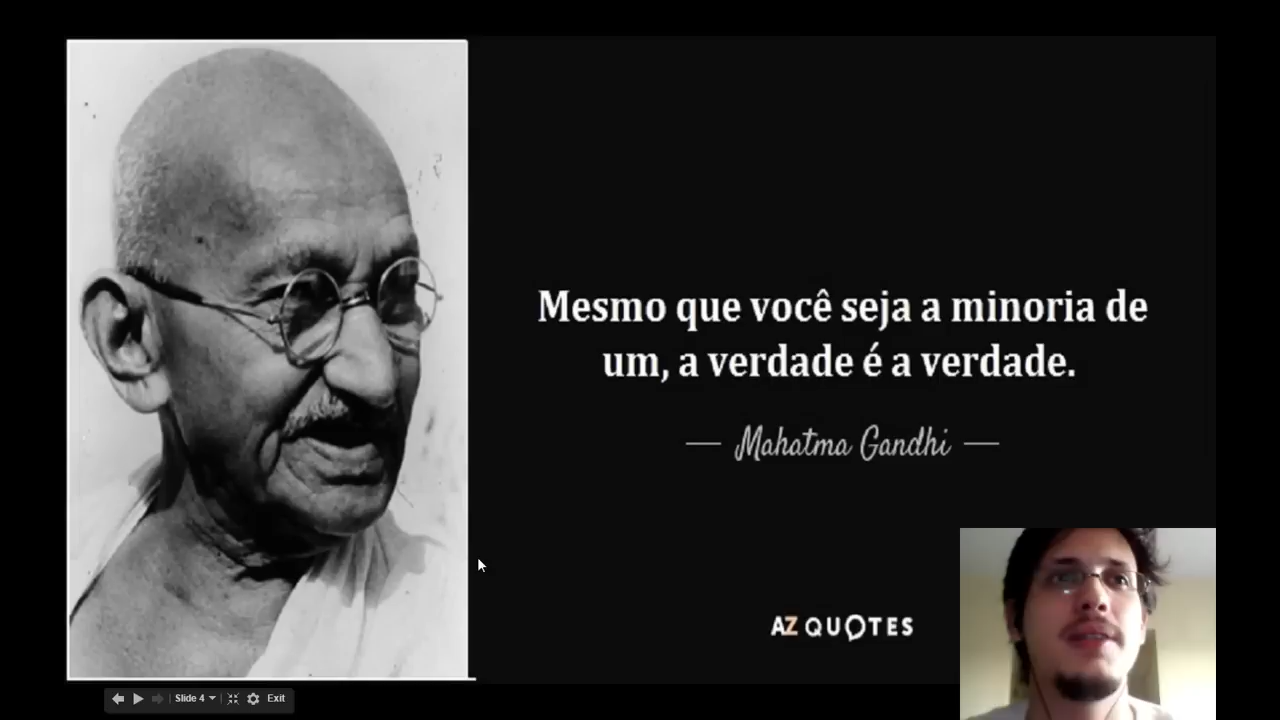 Mesmo que você seja a minoria de
um, a verdade é a verdade.
Mahatma Gandhi
AZ QUOTES
Slide 4
Exit